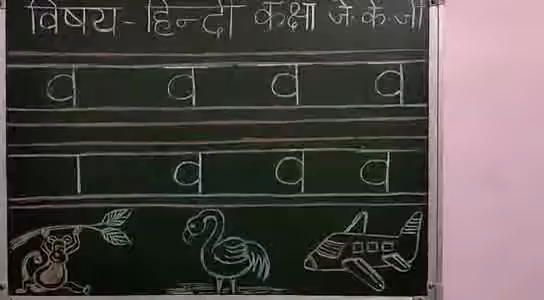 विषय - हिन्दी कक्षा जे.के.जी
व व व व
व व व